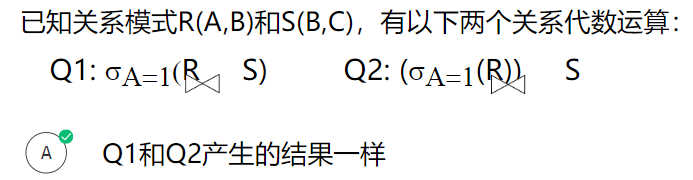 已知关系模式R(A,B)和S(B,C)，有以下两个关系代数运算：
Q1: σA=1(R⋈ S) Q2: (σA=1(R))⋈ S
A Q1和Q2产生的结果一样